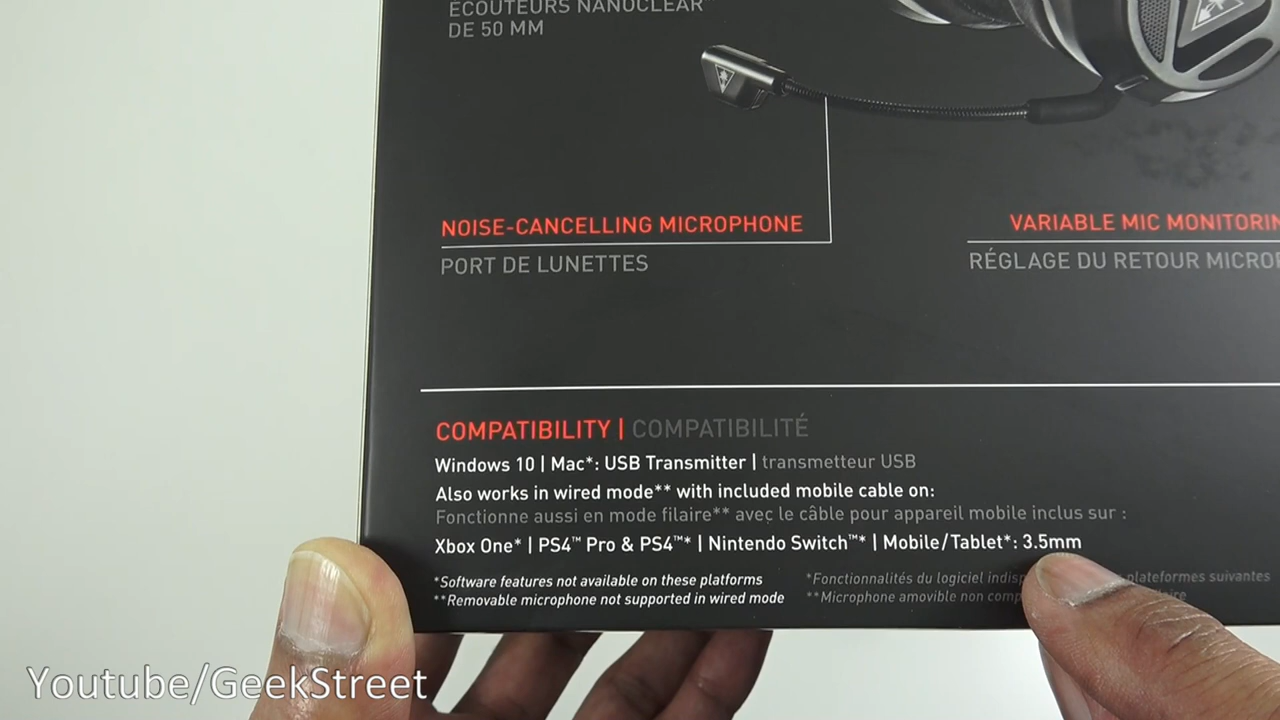 ÉCOUTEURS NANOCLEAR™
DE 50 MM
NOISE-CANCELLING MICROPHONE
PORT DE LUNETTES
VARIABLE MIC
RÉGLAGE DU RETOUR
COMPATIBILITY | COMPATIBILITÉ
Windows 10 | Mac*: USB Transmitter | transmetteur USB
Also works in wired mode** with included mobile cable on:
Fonctionne aussi en mode filaire** avec le câble pour appareil mobile inclus sur :
Xbox One* | PS4™ Pro & PS4™* | Nintendo Switch™* | Mobile/Tablet*: 3.5mm
*Software features not available on these platforms
**Removable microphone not supported in wired mode
*Fonctionnalités du logiciel plateformes suivantes
**Microphone amovible non
Youtube/GeekStreet